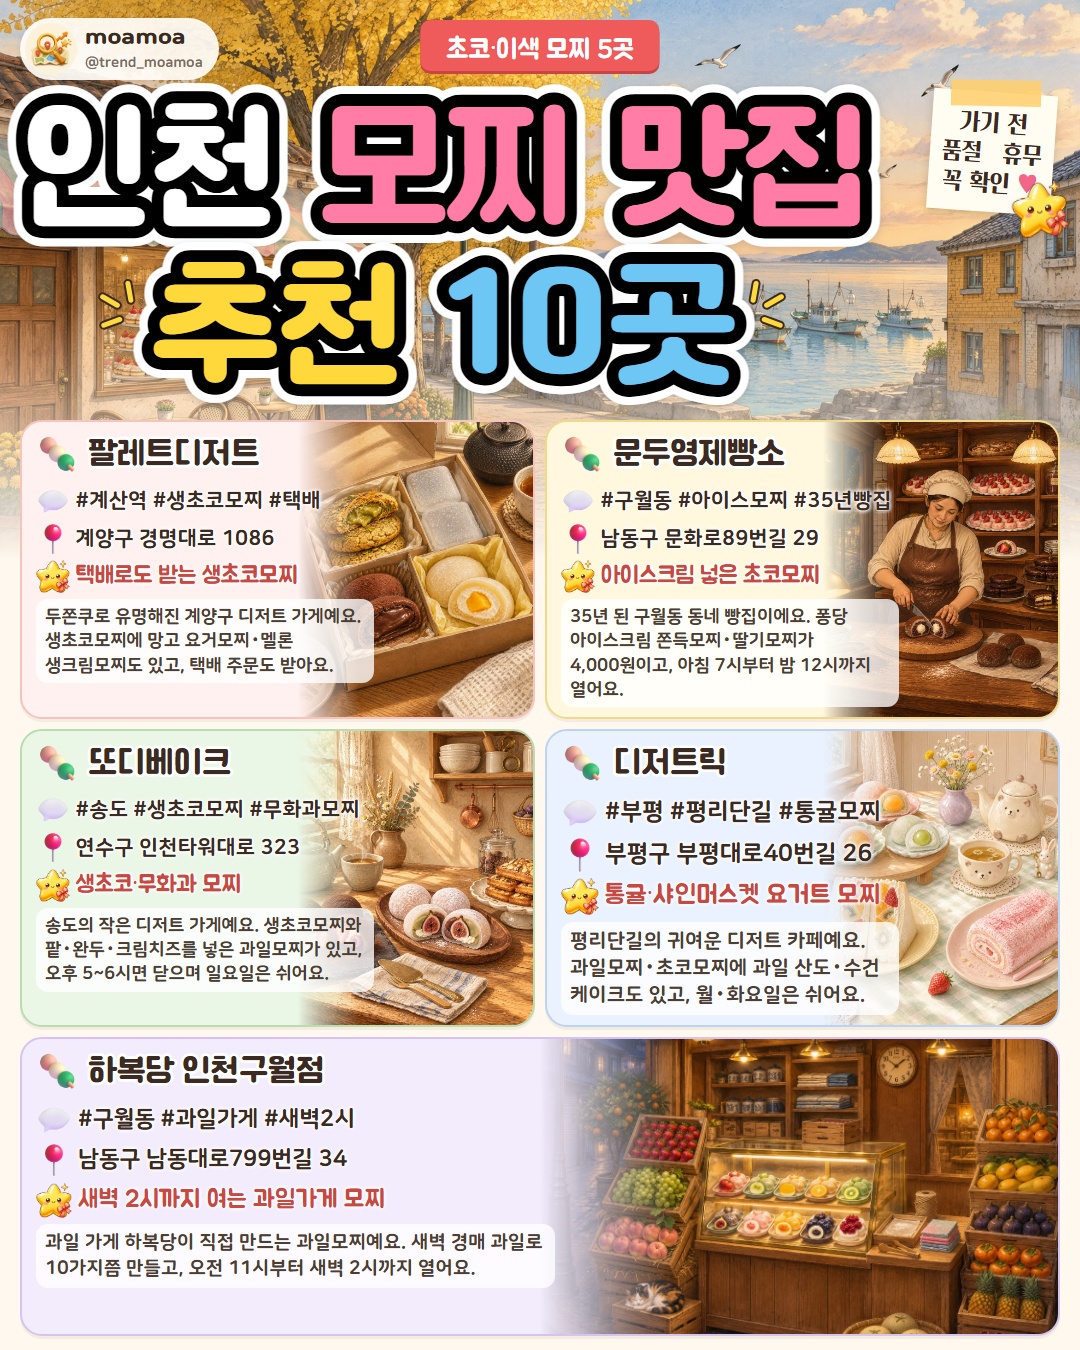 moamoa
@trend_moamoa
초코·이색 모찌 5곳
인천 모찌 맛집
추천 10곳
가기 전
품절 휴무
꼭 확인
팔레트디저트
#계산역 #생초코모찌 #택배
계양구 경명대로 1086
택배로도 받는 생초코모찌
두쫀쿠로 유명해진 계양구 디저트 가게예요.
생초코모찌에 망고 요거모찌·멜론
생크림모찌도 있고, 택배 주문도 받아요.
문두영제빵소
#구월동 #아이스모찌 #35년빵집
남동구 문화로89번길 29
아이스크림 넣은 초코모찌
35년 된 구월동 동네 빵집이에요. 퐁당
아이스크림 쫀득모찌·딸기모찌가
4,000원이고, 아침 7시부터 밤 12시까지
열어요.
또디베이크
#송도 #생초코모찌 #무화과모찌
연수구 인천타워대로 323
생초코·무화과 모찌
송도의 작은 디저트 가게예요. 생초코모찌와
팥·완두·크림치즈를 넣은 과일모찌가 있고,
오후 5~6시면 닫으며 일요일은 쉬어요.
디저트릭
#부평 #평리단길 #통귤모찌
부평구 부평대로40번길 26
통귤·샤인머스켓 요거트 모찌
평리단길의 귀여운 디저트 카페예요.
과일모찌·초코모찌에 과일 산도·수건
케이크도 있고, 월·화요일은 쉬어요.
하복당 인천구월점
#구월동 #과일가게 #새벽2시
남동구 남동대로799번길 34
새벽 2시까지 여는 과일가게 모찌
과일 가게 하복당이 직접 만드는 과일모찌예요. 새벽 경매 과일로
10가지쯤 만들고, 오전 11시부터 새벽 2시까지 열어요.